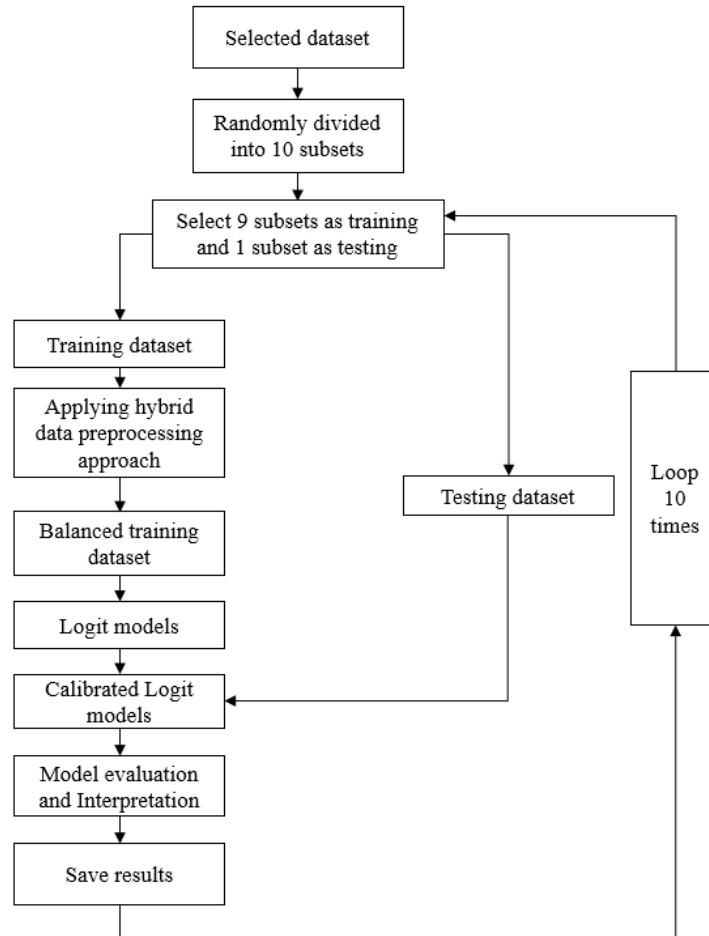 Selected dataset
Randomly divided
into 10 subsets
Select 9 subsets as training
and 1 subset as testing
Training dataset
Applying hybrid
data preprocessing
approach
Balanced training
dataset
Logit models
Calibrated Logit
models
Model evaluation
and Interpretation
Save results
Testing dataset
Loop
10
times